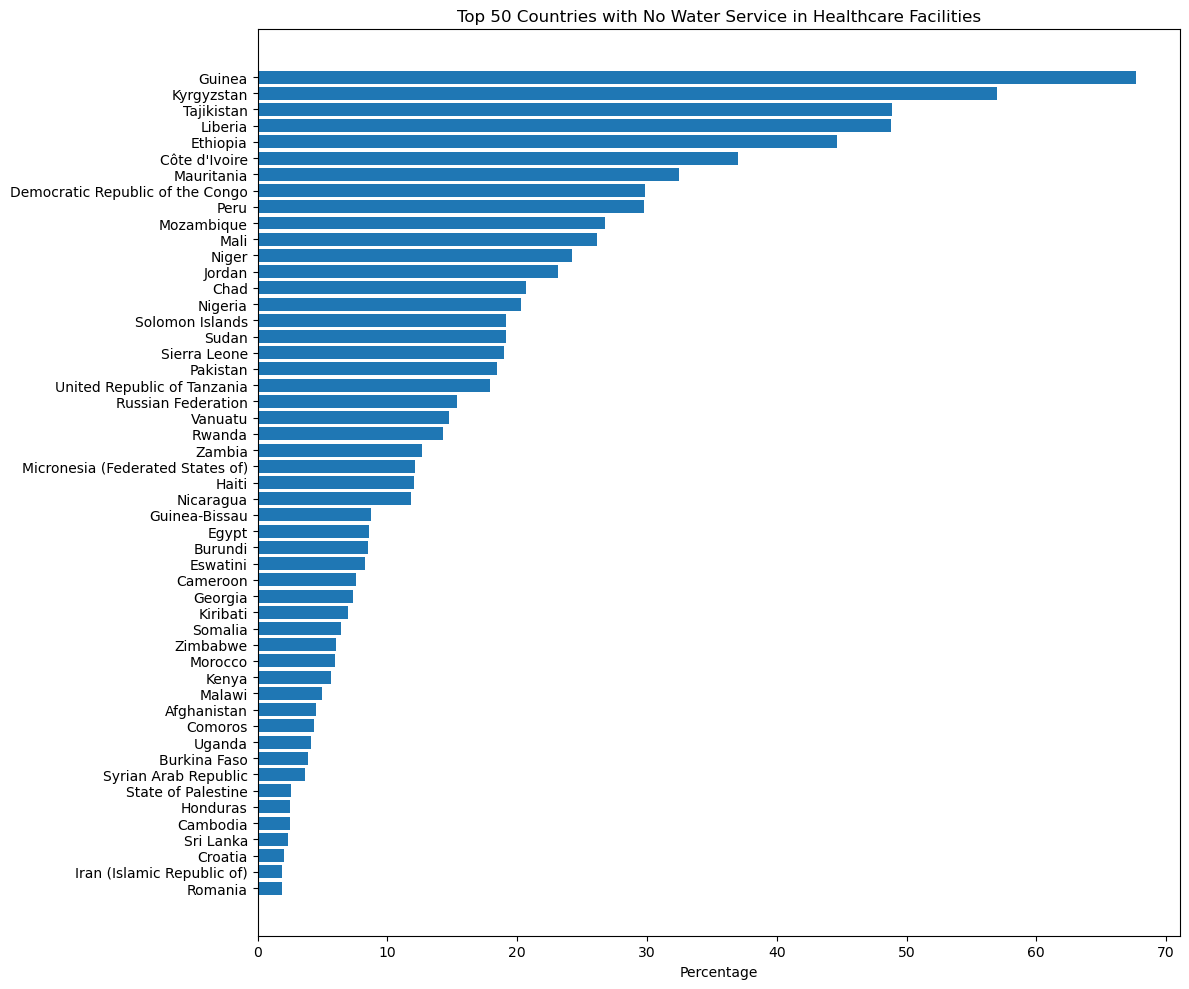 Top 50 Countries with No Water Service in Healthcare Facilities
Guinea
Kyrgyzstan
Tajikistan
Liberia
Ethiopia
Côte d'Ivoire
Mauritania
Democratic Republic of the Congo
Peru
Mozambique
Mali
Niger
Jordan
Chad
Nigeria
Solomon Islands
Sudan
Sierra Leone
Pakistan
United Republic of Tanzania
Russian Federation
Vanuatu
Rwanda
Zambia
Micronesia (Federated States of)
Haiti
Nicaragua
Guinea-Bissau
Egypt
Burundi
Eswatini
Cameroon
Georgia
Kiribati
Somalia
Zimbabwe
Morocco
Kenya
Malawi
Afghanistan
Comoros
Uganda
Burkina Faso
Syrian Arab Republic
State of Palestine
Honduras
Cambodia
Sri Lanka
Croatia
Iran (Islamic Republic of)
Romania
0 10 20 30 40 50 60 70
Percentage